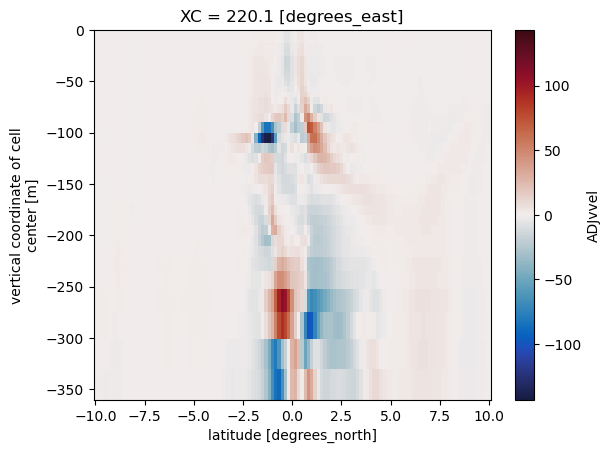 XC = 220.1 [degrees_east]
0
−50
−100
−150
−200
−250
−300
−350
vertical coordinate of cell
center [m]
−10.0 −7.5 −5.0 −2.5 0.0 2.5 5.0 7.5 10.0
latitude [degrees_north]
100
50
0
−50
−100
ADJvvel